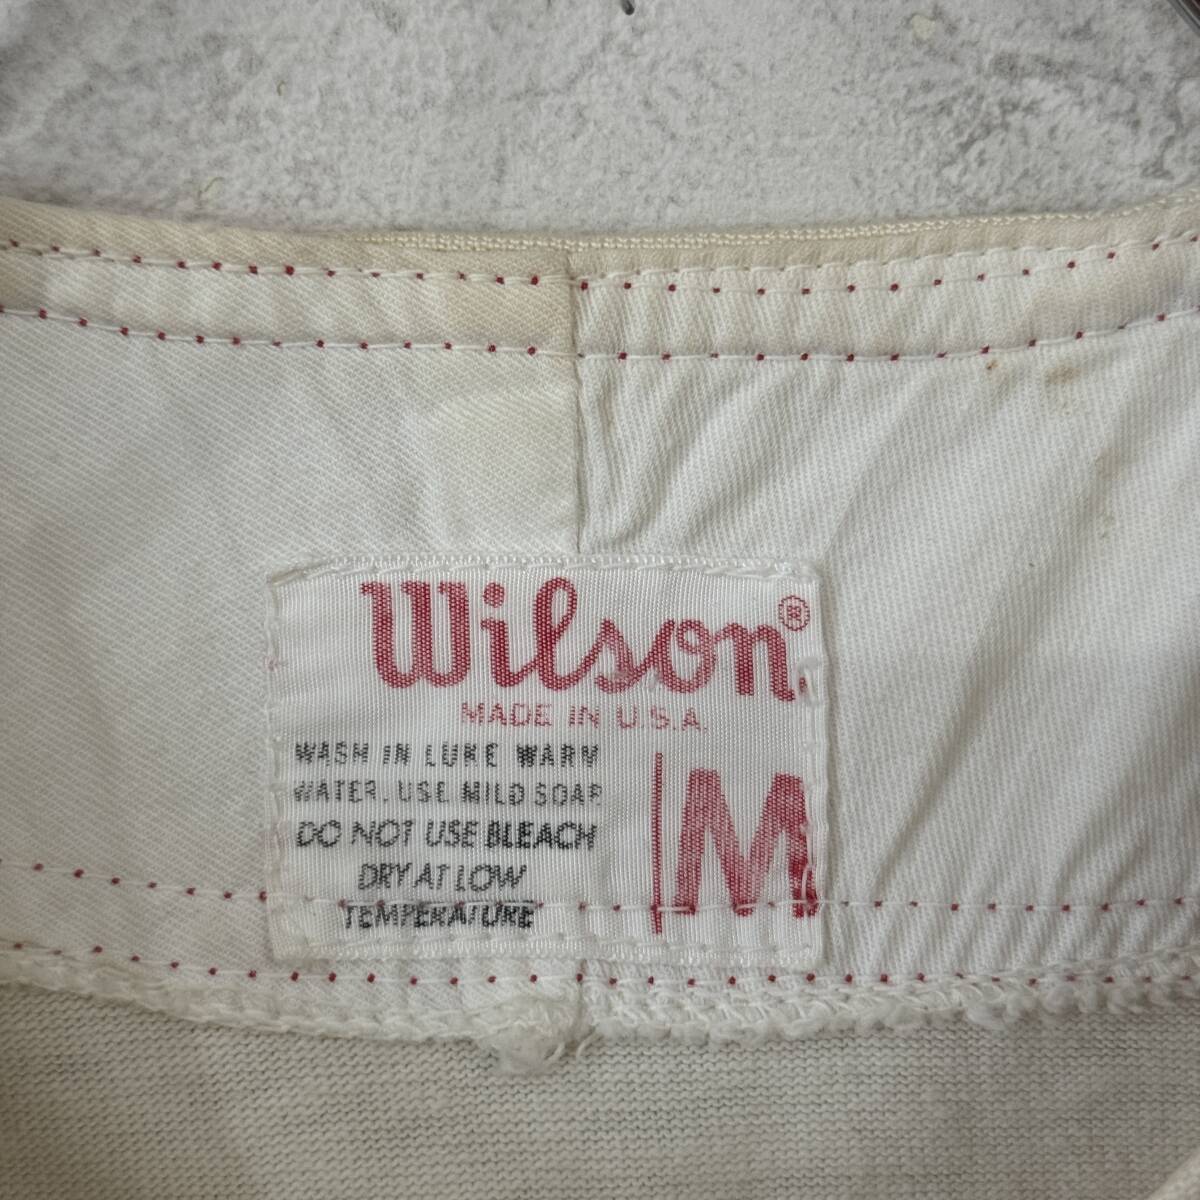 Wilson®
MADE IN U.S.A.
WASH IN LUKE WARM
WATER. USE MILD SOAP
DO NOT USE BLEACH
DRY AT LOW
TEMPERATURE
M